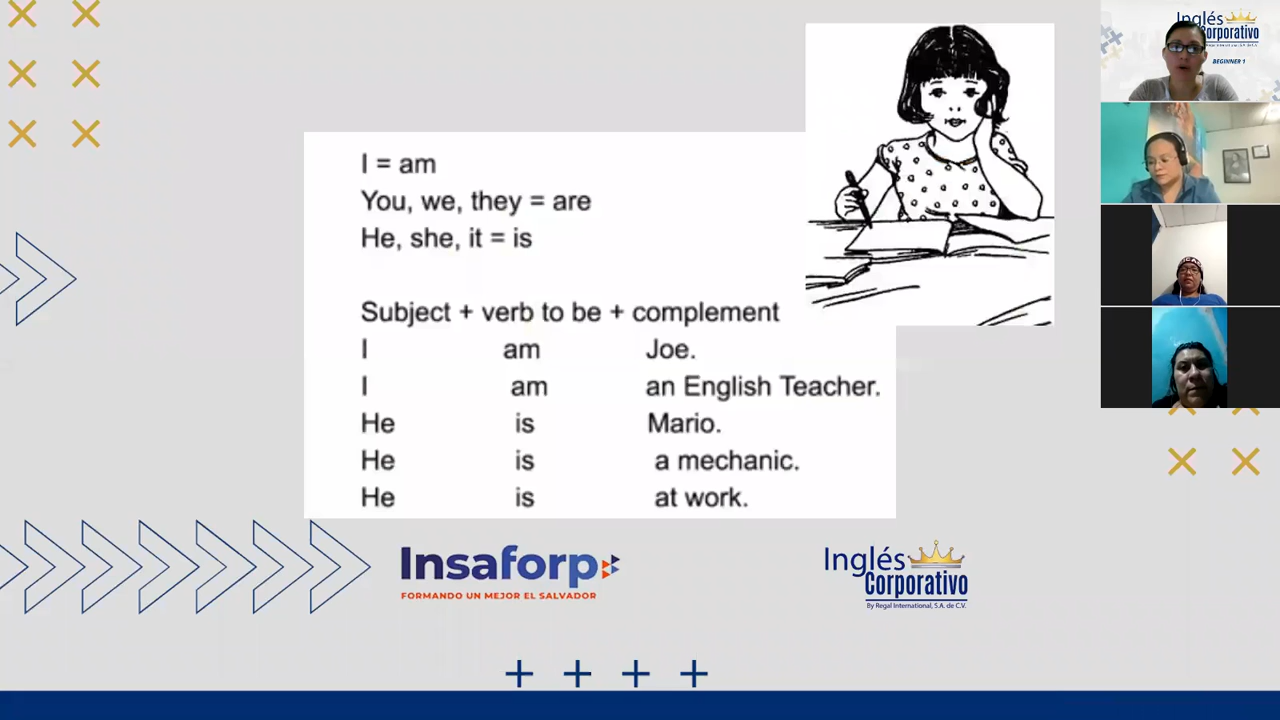 I = am
You, we, they = are
He, she, it = is
Subject + verb to be + complement
I am Joe.
I am an English Teacher.
He is Mario.
He is a mechanic.
He is at work.
Insaforp
FORMANDO UN MEJOR EL SALVADOR
Inglés
Corporativo
By Regal International, S.A. de C.V.
Inglés
Corporativo
BEGINNER 1